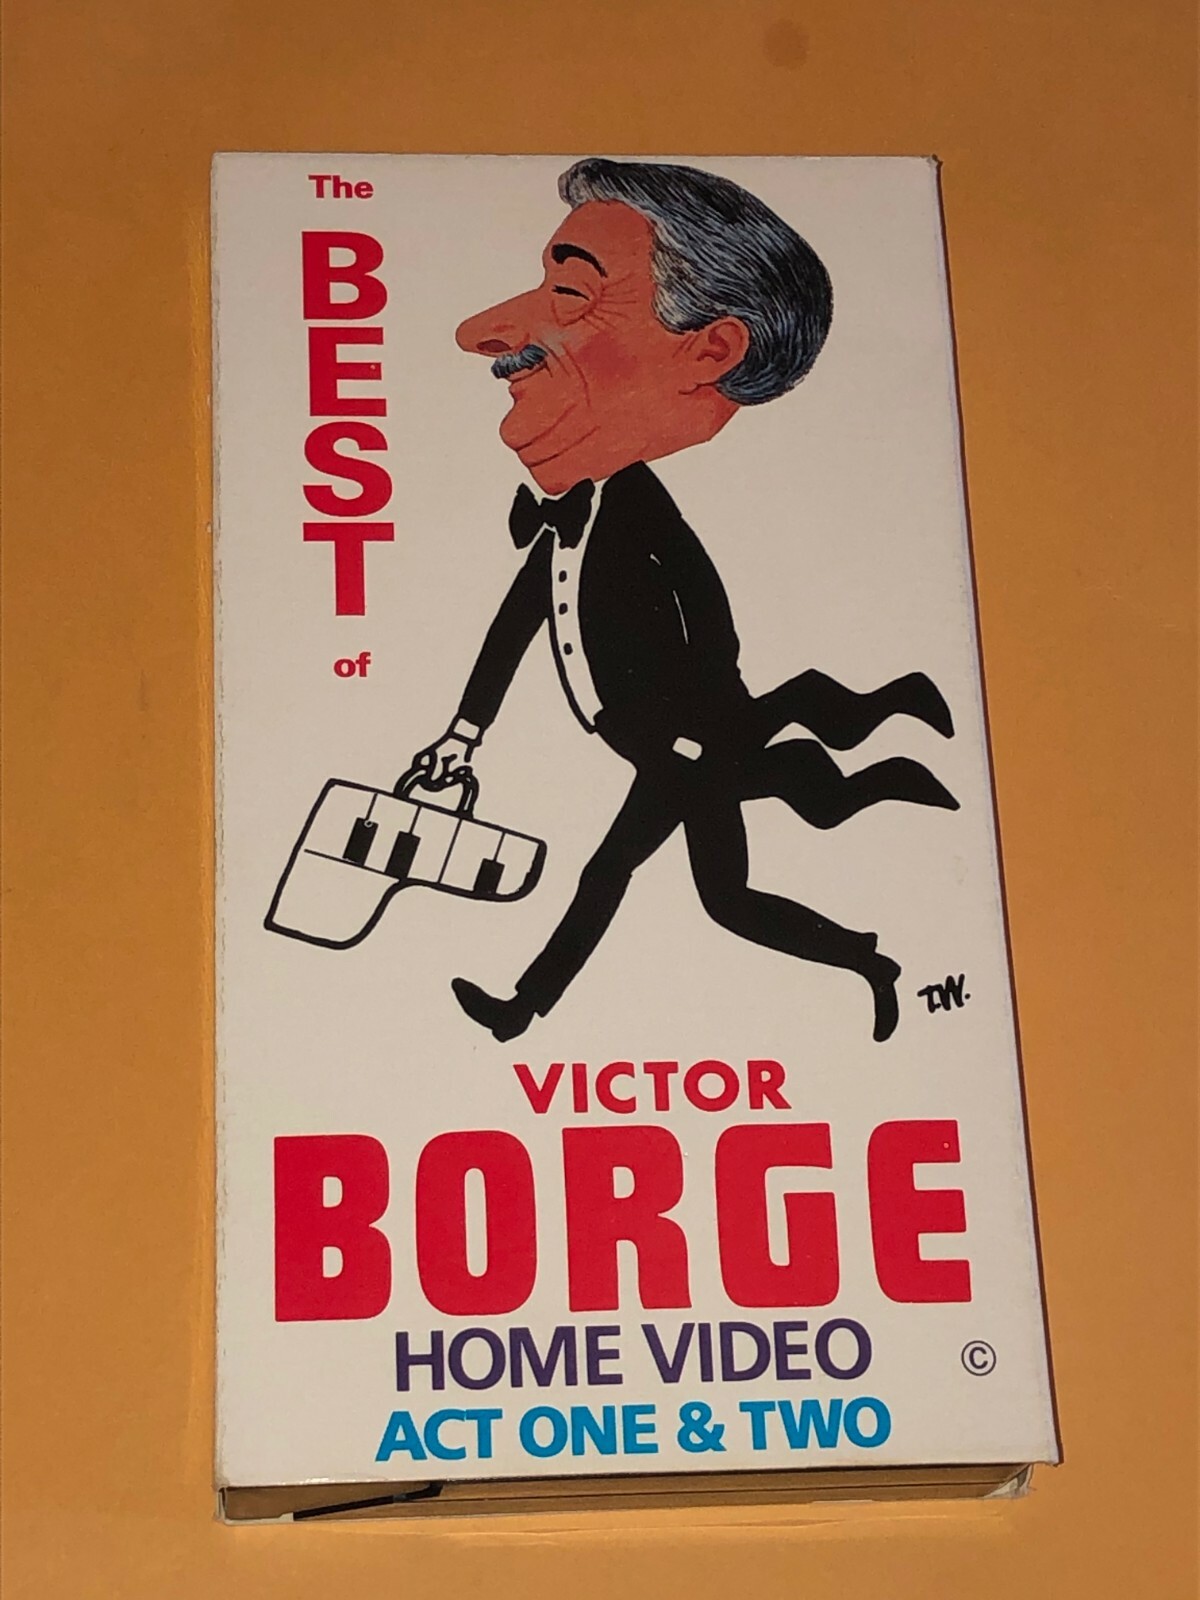 The
BEST
of
T.W.
VICTOR
BORGE
HOME VIDEO
©
ACT ONE & TWO